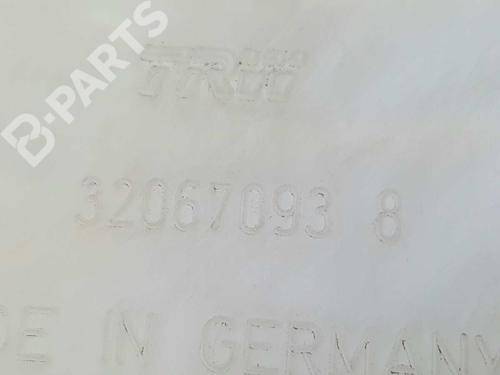 B-PARTS
TRW
32067093 8
DE IN GERMANY